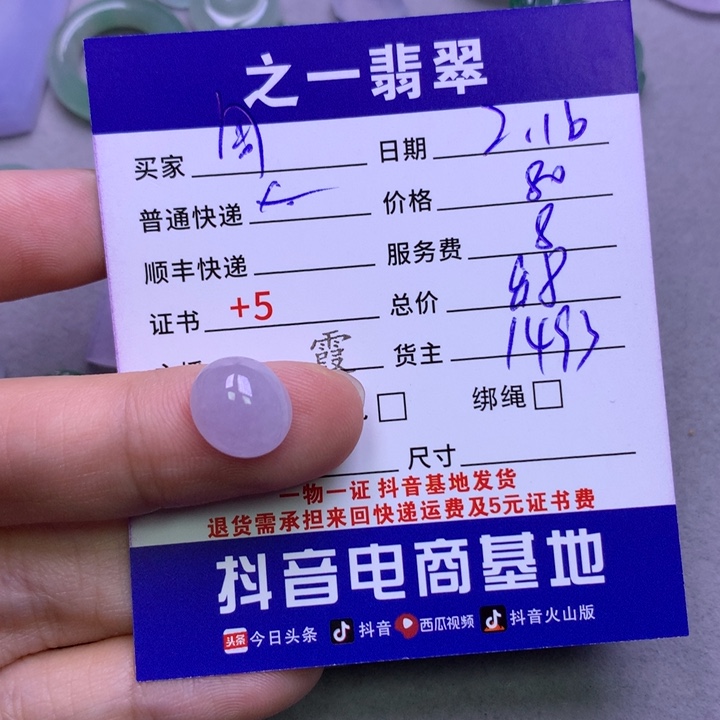 之一翡翠
买家 周 日期 2.16
普通快递 价格 80
顺丰快递 服务费 8
证书 +5 总价 88
霞 货主 1493
绑绳
尺寸
一物一证 抖音基地发货
退货需承担来回快递运费及5元证书费
抖音电商基地
头条 今日头条 抖音 西瓜视频 抖音火山版